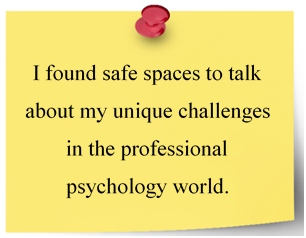 I found safe spaces to talk
about my unique challenges
in the professional
psychology world.